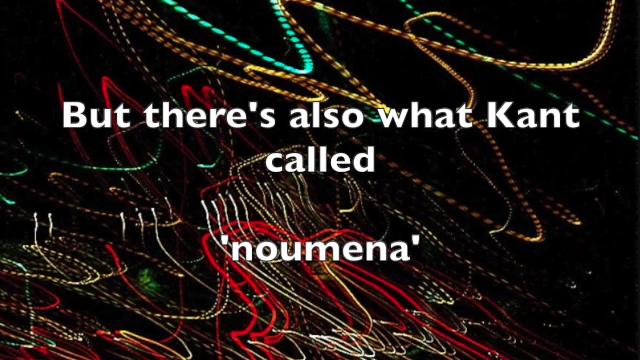 But there's also what Kant
called
'noumena'